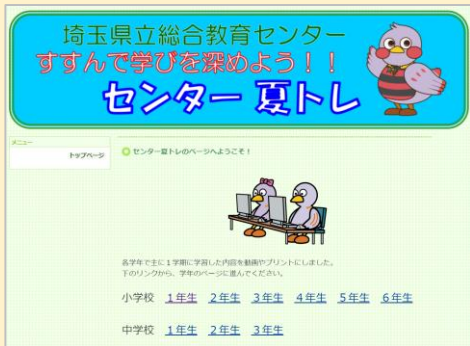 埼玉県立総合教育センター
すすんで学びを深めよう！！
センター 夏トレ
メニュー
トップページ
センター夏トレのページへようこそ！
各学年で主に１学期に学習した内容を動画やプリントにしました。
下のリンクから、学年のページに進んでください。
小学校 １年生 ２年生 ３年生 ４年生 ５年生 ６年生
中学校 １年生 ２年生 ３年生